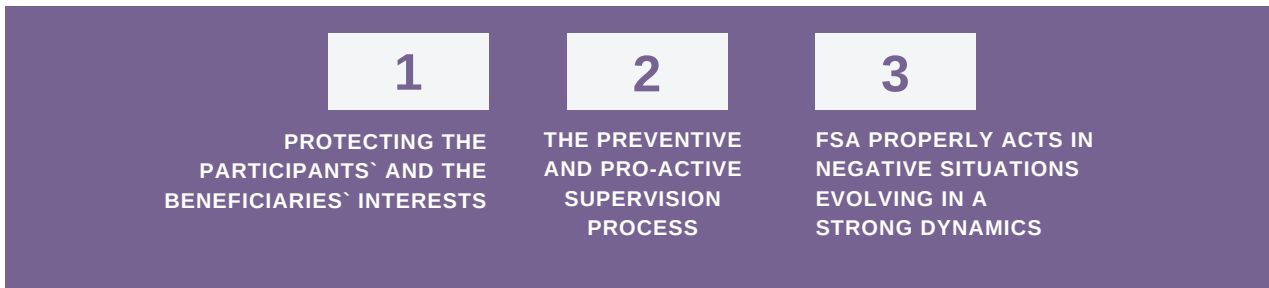 1
PROTECTING THE
PARTICIPANTS` AND THE
BENEFICIARIES` INTERESTS
2
THE PREVENTIVE
AND PRO-ACTIVE
SUPERVISION
PROCESS
3
FSA PROPERLY ACTS IN
NEGATIVE SITUATIONS
EVOLVING IN A
STRONG DYNAMICS